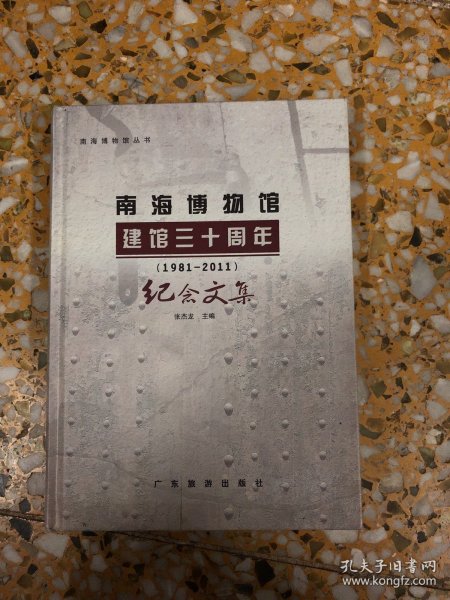 南海博物馆丛书
南海博物馆
建馆三十周年
(1981-2011)
纪念文集
张杰龙 主编
广东旅游出版社
孔夫子旧书网
www.kongfz.com